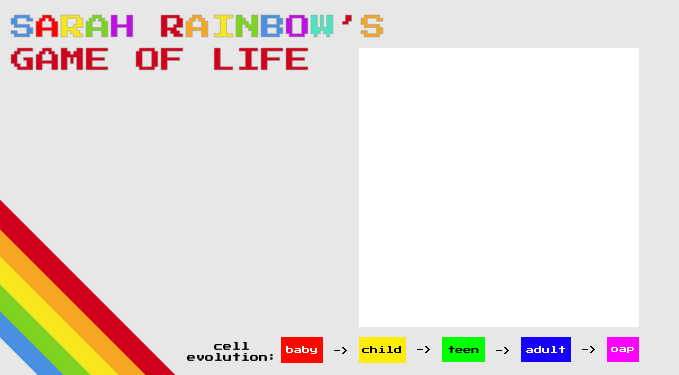 SARAH RAINBOW'S
GAME OF LIFE
cell
evolution: baby -> child -> teen -> adult -> oap